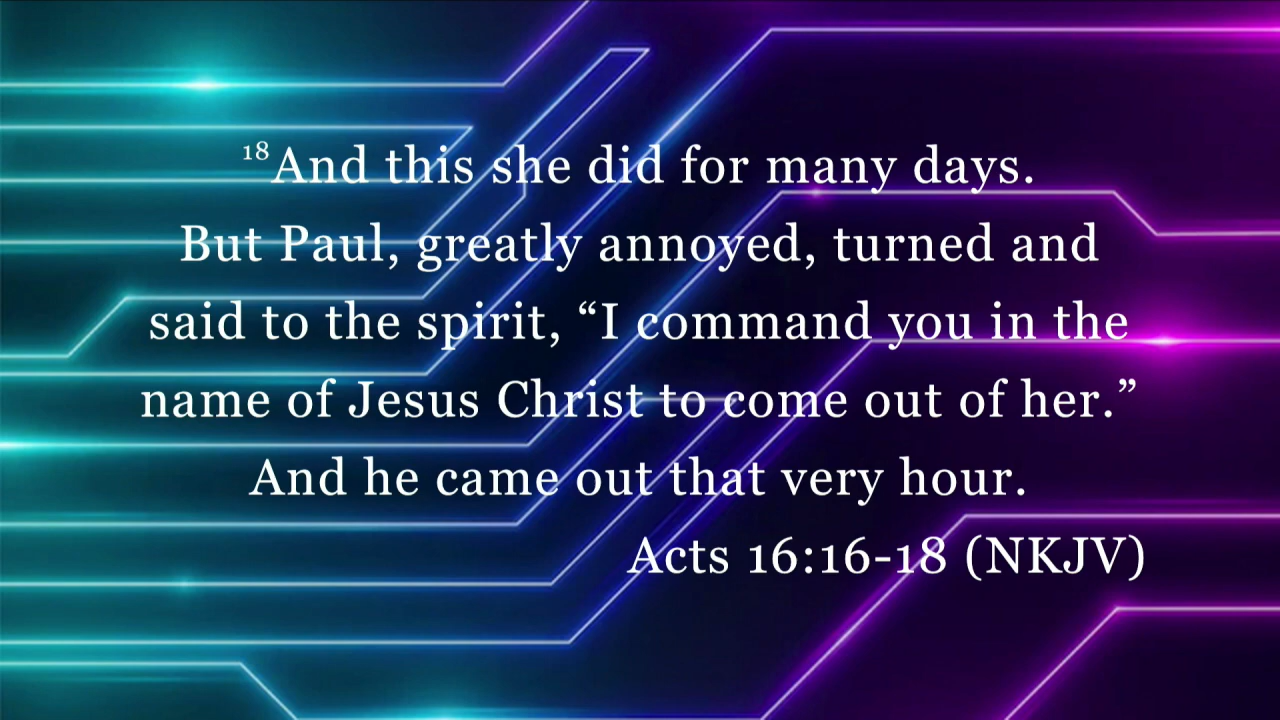 18And this she did for many days.
But Paul, greatly annoyed, turned and
said to the spirit, “I command you in the
name of Jesus Christ to come out of her.”
And he came out that very hour.
Acts 16:16-18 (NKJV)